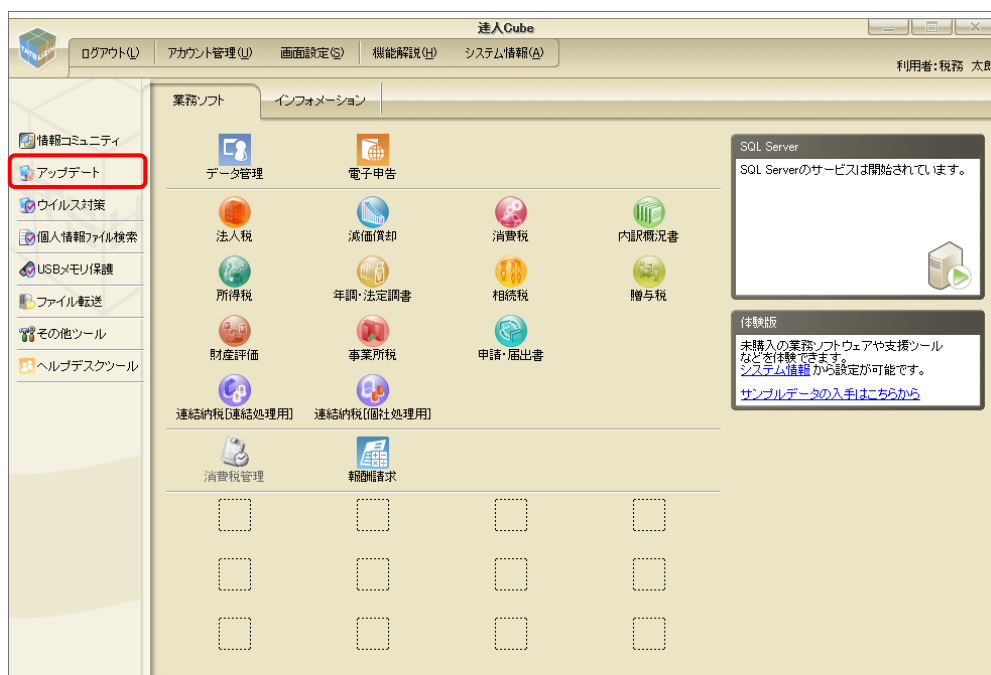 達人Cube
ログアウト(L) アカウント管理(U) 画面設定(S) 機能解説(H) システム情報(A)
利用者:税務 太郎
業務ソフト インフォメーション
情報コミュニティ
アップデート
ウイルス対策
個人情報ファイル検索
USBメモリ保護
ファイル転送
その他ツール
ヘルプデスクツール
データ管理 電子申告
法人税 減価償却 消費税 内訳概況書
所得税 年調・法定調書 相続税 贈与税
財産評価 事業所税 申請・届出書
連結納税[連結処理用] 連結納税[個社処理用]
消費税管理 報酬請求
SQL Server
SQL Serverのサービスは開始されています。
体験版
未購入の業務ソフトウェアや支援ツール
などを体験できます。
システム情報 から設定が可能です。
サンプルデータの入手はこちらから